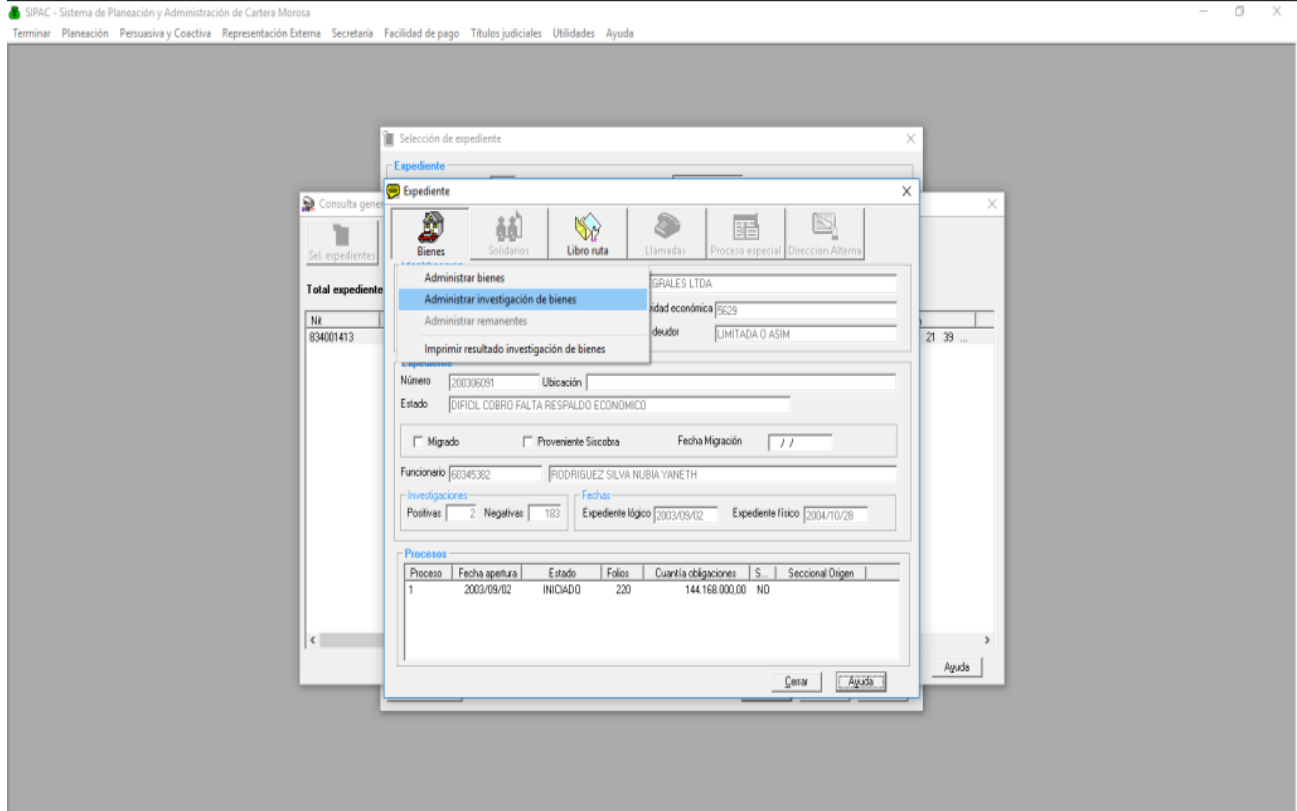 SIPAC - Sistema de Planeación y Administración de Cartera Morosa
Terminar Planeación Persuasiva y Coactiva Representación Externa Secretaría Facilidad de pago Títulos judiciales Utilidades Ayuda
Selección de expediente
Expediente
Consulta gener
Sel. expedientes
Total expediente
Nit
834001413
21 39 ...
Ayuda
Expediente
Bienes Solidarios Libro ruta Llamadas Proceso especial Direccion Alterna
Administrar bienes
Administrar investigación de bienes
Administrar remanentes
Imprimir resultado investigación de bienes
GRALES LTDA
vidad económica 5629
deudor LIMITADA O ASIM
Expediente
Número 200306091 Ubicación
Estado DIFICIL COBRO FALTA RESPALDO ECONOMICO
Migrado Proveniente Siscobra Fecha Migración / /
Funcionario 60345382 RODRIGUEZ SILVA NUBIA YANETH
Investigaciones Fechas
Positivas 2 Negativas 183 Expediente lógico 2003/09/02 Expediente físico 2004/10/28
Procesos
Proceso Fecha apertura Estado Folios Cuantía obligaciones S... Seccional Origen
1 2003/09/02 INICIADO 220 144.168.000,00 NO
Cerrar Ayuda